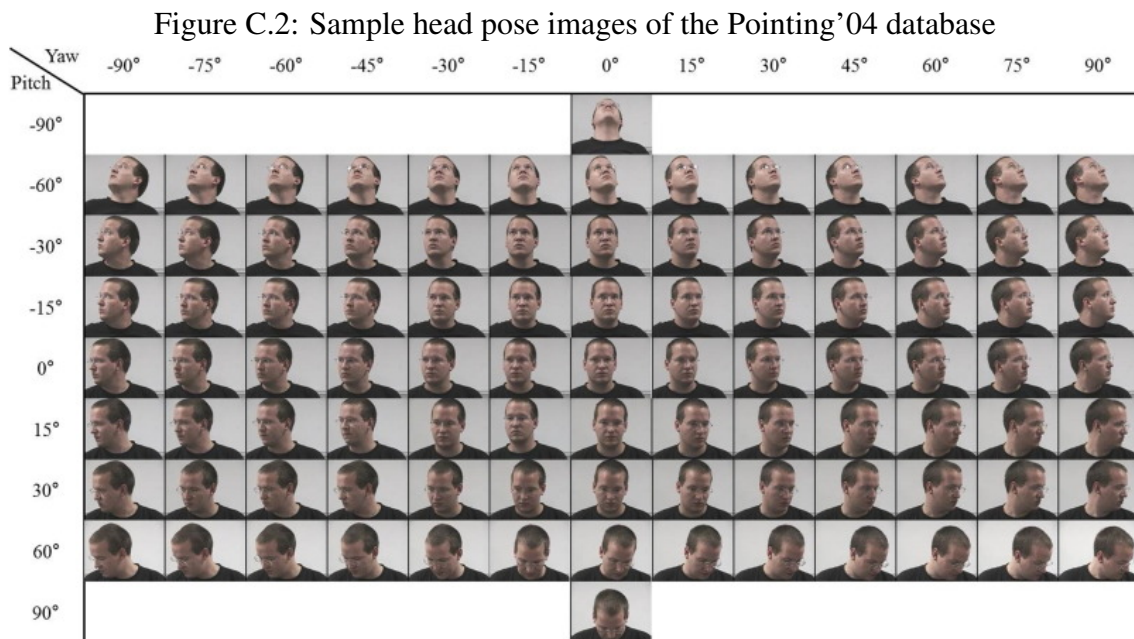 Figure C.2: Sample head pose images of the Pointing'04 database
Yaw
Pitch
-90° -75° -60° -45° -30° -15° 0° 15° 30° 45° 60° 75° 90°
-90°
-60°
-30°
-15°
0°
15°
30°
60°
90°